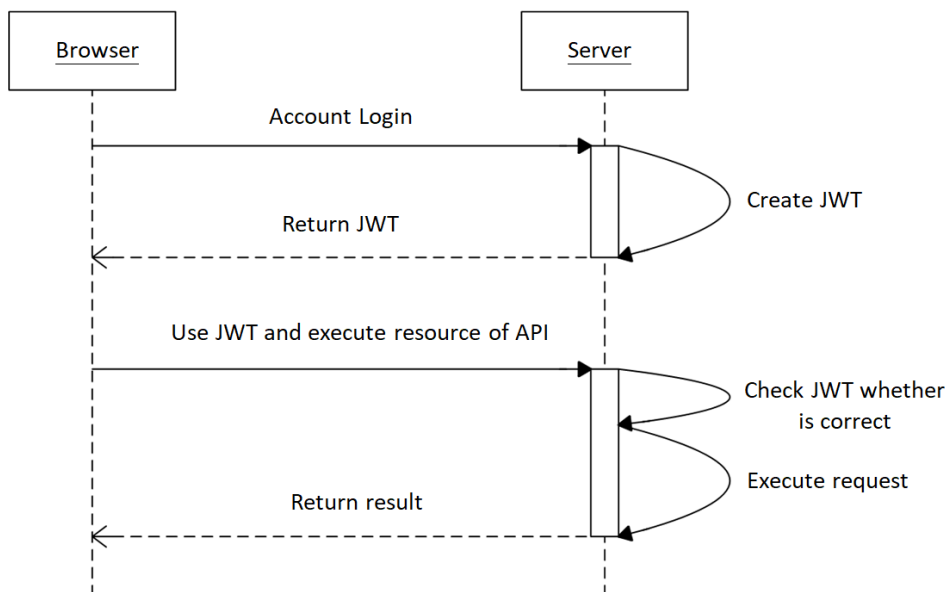 Browser
Server
Account Login
Create JWT
Return JWT
Use JWT and execute resource of API
Check JWT whether
is correct
Execute request
Return result